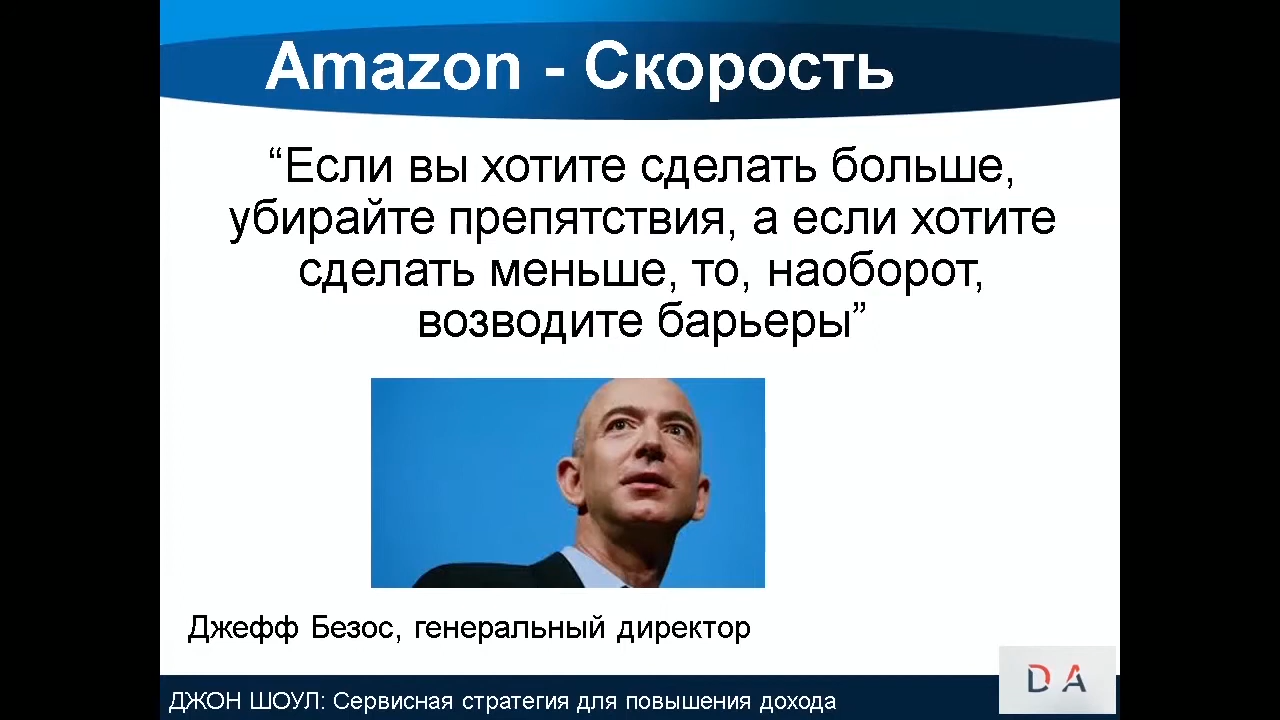 Amazon - Скорость
“Если вы хотите сделать больше,
убирайте препятствия, а если хотите
сделать меньше, то, наоборот,
возводите барьеры”
Джефф Безос, генеральный директор
DA
ДЖОН ШОУЛ: Сервисная стратегия для повышения дохода